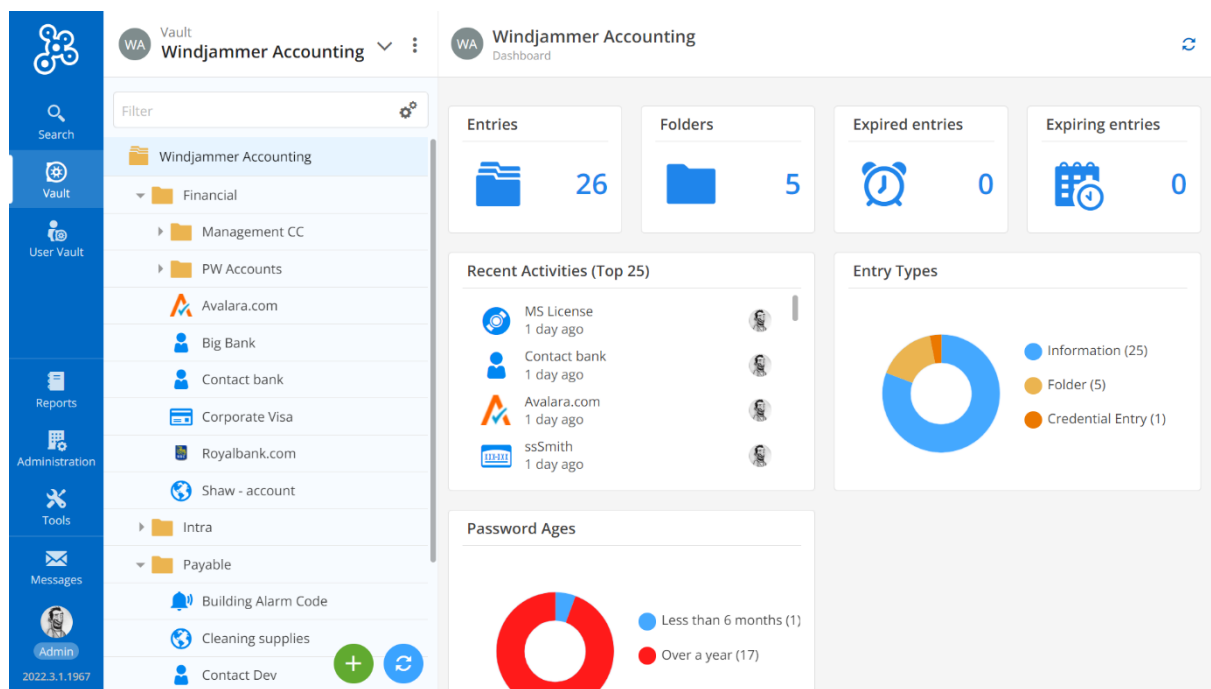 Search
Vault
User Vault
Reports
Administration
Tools
Messages
Admin
2022.3.1.1967
WA
Vault
Windjammer Accounting
Filter
Windjammer Accounting
Financial
Management CC
PW Accounts
Avalara.com
Big Bank
Contact bank
Corporate Visa
Royalbank.com
Shaw - account
Intra
Payable
Building Alarm Code
Cleaning supplies
Contact Dev
WA
Windjammer Accounting
Dashboard
Entries
26
Folders
5
Expired entries
0
Expiring entries
0
Recent Activities (Top 25)
MS License
1 day ago
Contact bank
1 day ago
Avalara.com
1 day ago
ssSmith
1 day ago
Entry Types
Information (25)
Folder (5)
Credential Entry (1)
Password Ages
Less than 6 months (1)
Over a year (17)